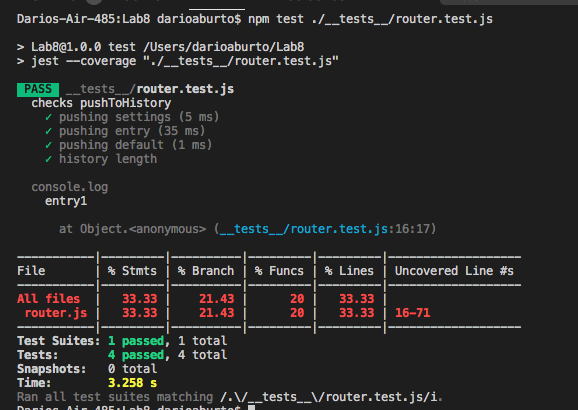 Darios-Air-485:Lab8 darioaburto$ npm test ./__tests__/router.test.js
> Lab8@1.0.0 test /Users/darioaburto/Lab8
> jest --coverage "./__tests__/router.test.js"
PASS __tests__/router.test.js
checks pushToHistory
✓ pushing settings (5 ms)
✓ pushing entry (35 ms)
✓ pushing default (1 ms)
✓ history length
console.log
entry1
at Object.<anonymous> (__tests__/router.test.js:16:17)
-----------|---------|----------|---------|---------|-------------------
File | % Stmts | % Branch | % Funcs | % Lines | Uncovered Line #s
-----------|---------|----------|---------|---------|-------------------
All files | 33.33 | 21.43 | 20 | 33.33 |
router.js | 33.33 | 21.43 | 20 | 33.33 | 16-71
-----------|---------|----------|---------|---------|-------------------
Test Suites: 1 passed, 1 total
Tests: 4 passed, 4 total
Snapshots: 0 total
Time: 3.258 s
Ran all test suites matching /.\/__tests__\/router.test.js/i.
Darios-Air-485:Lab8 darioaburto$